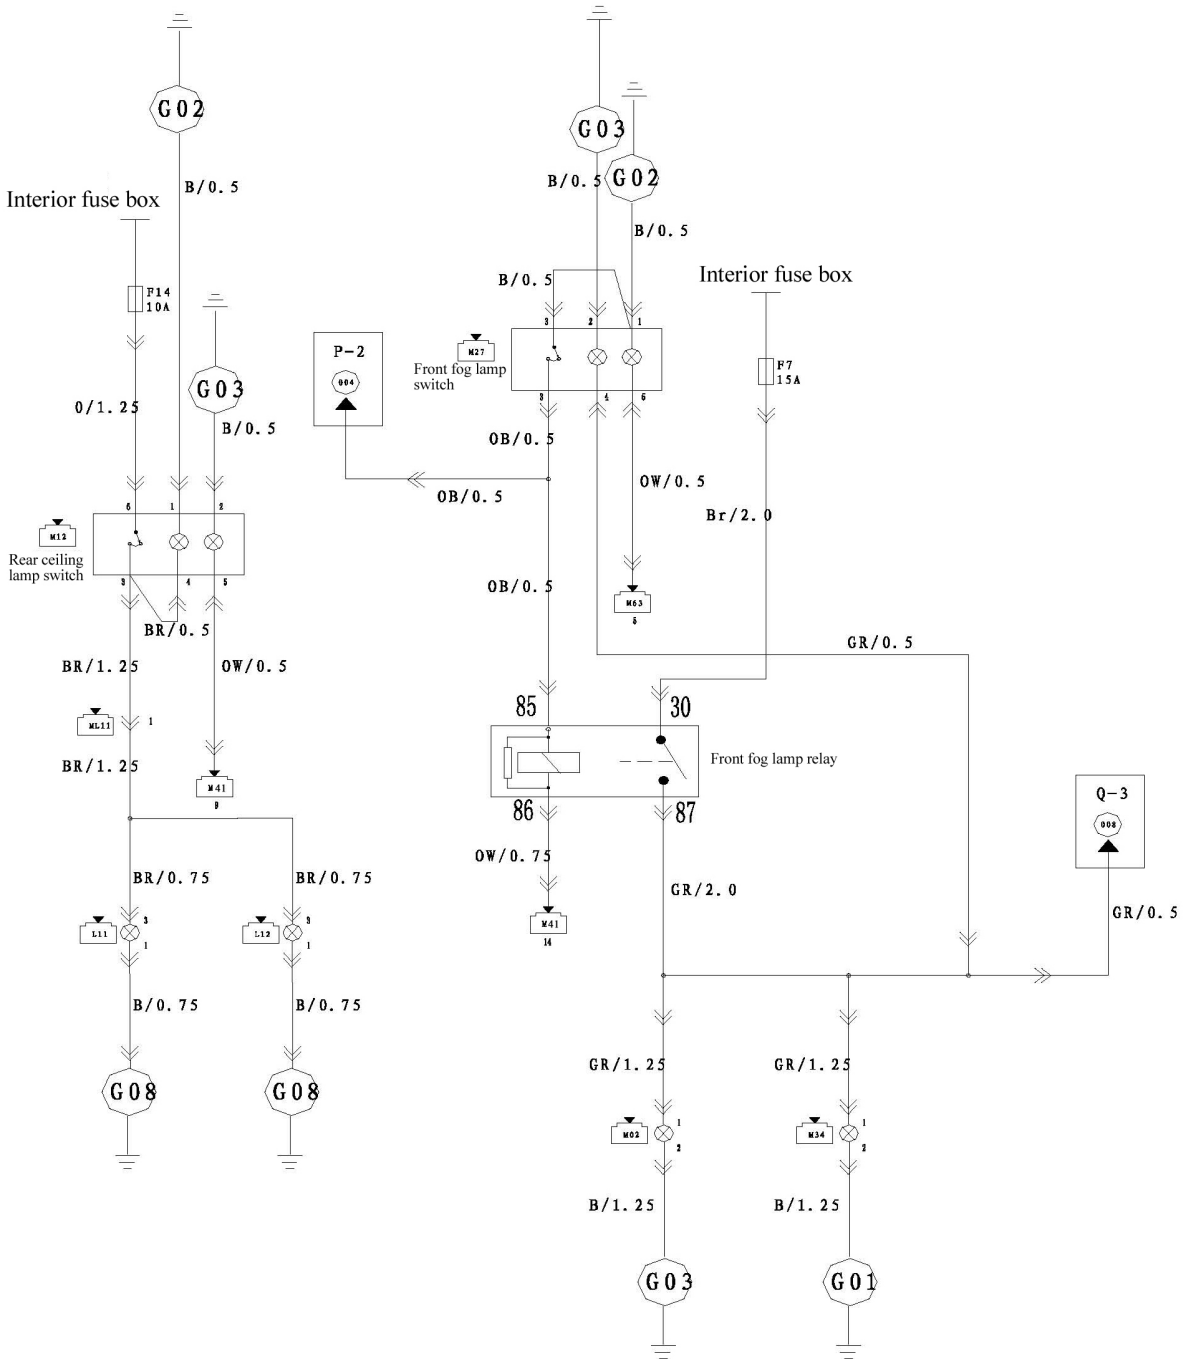 G02
B/0.5
Interior fuse box
F14
10A
G03
0/1.25
B/0.5
6
1
2
M12
Rear ceiling
lamp switch
3
4
5
BR/0.5
BR/1.25
OW/0.5
ML11
1
BR/1.25
M41
9
BR/0.75
BR/0.75
L11
3
1
L12
3
1
B/0.75
B/0.75
G08
G08
G03
B/0.5
G02
B/0.5
B/0.5
Interior fuse box
3
2
1
P-2
004
M27
Front fog lamp
switch
F7
15A
3
4
OB/0.5
OB/0.5
OW/0.5
Br/2.0
OB/0.5
M63
GR/0.5
85
30
Front fog lamp relay
86
87
OW/0.75
M41
14
GR/2.0
Q-3
008
GR/0.5
GR/1.25
GR/1.25
M02
1
2
M34
1
2
B/1.25
B/1.25
G03
G01